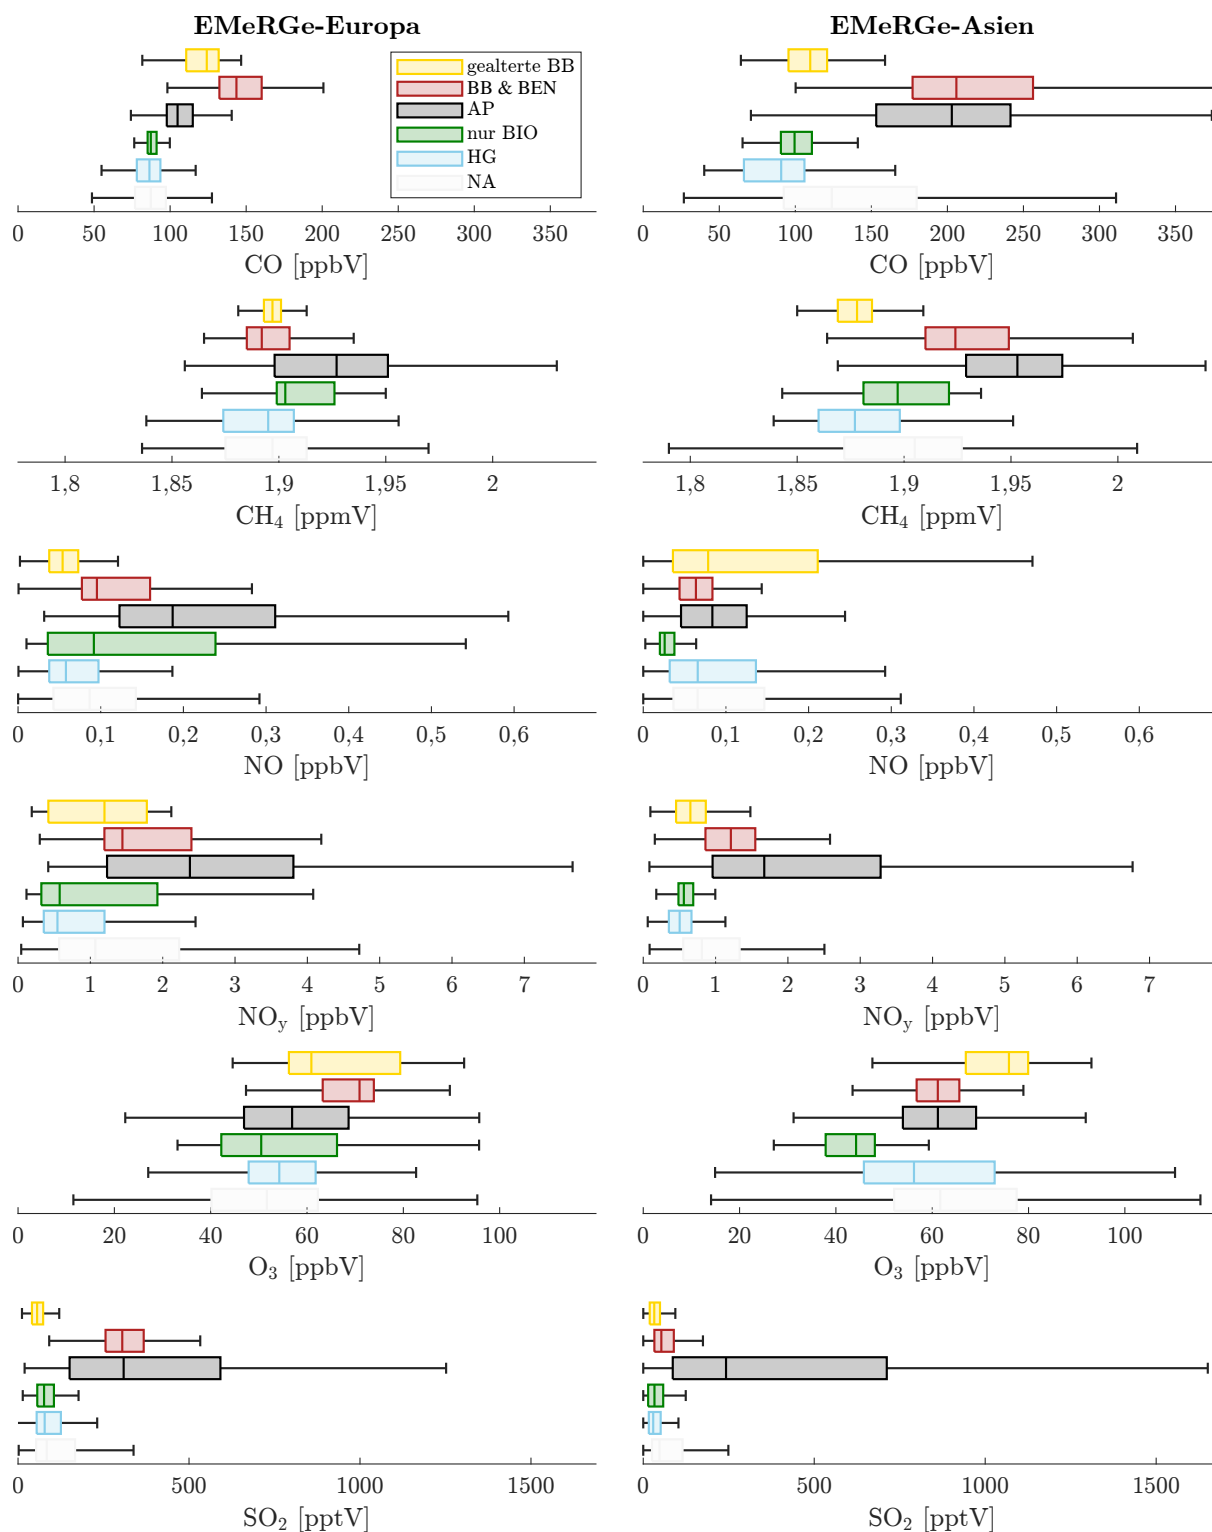 EMeRGe-Europa
EMeRGe-Asien
gealterte BB
BB & BEN
AP
nur BIO
HG
NA
0 50 100 150 200 250 300 350
CO [ppbV]
0 50 100 150 200 250 300 350
CO [ppbV]
1,8 1,85 1,9 1,95 2
CH₄ [ppmV]
1,8 1,85 1,9 1,95 2
CH₄ [ppmV]
0 0,1 0,2 0,3 0,4 0,5 0,6
NO [ppbV]
0 0,1 0,2 0,3 0,4 0,5 0,6
NO [ppbV]
0 1 2 3 4 5 6 7
NOy [ppbV]
0 1 2 3 4 5 6 7
NOy [ppbV]
0 20 40 60 80 100
O₃ [ppbV]
0 20 40 60 80 100
O₃ [ppbV]
0 500 1000 1500
SO₂ [pptV]
0 500 1000 1500
SO₂ [pptV]